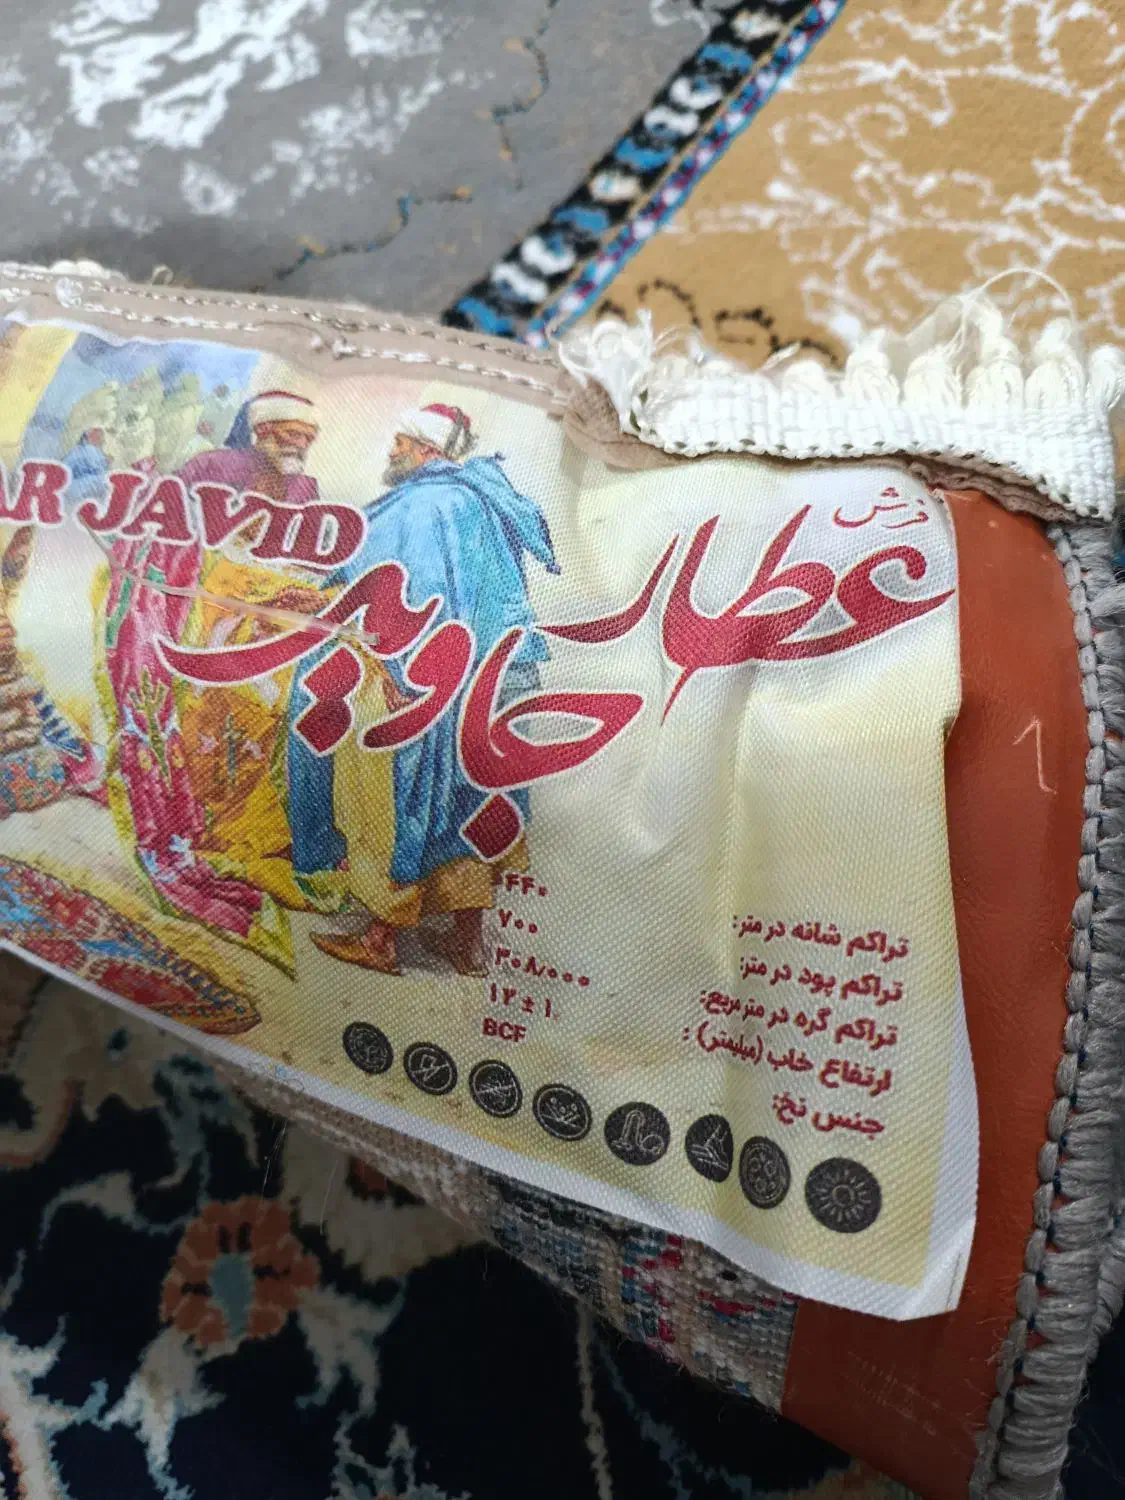 فرش
عطار
جاوید
AR JAVID
تراکم شانه در متر: ۴۴۰
تراکم پود در متر: ۷۰۰
تراکم گره در متر مربع: ۳۰۸/۰۰۰
ارتفاع خاب (میلیمتر) : ۱۲ ± ۱
جنس نخ: BCF